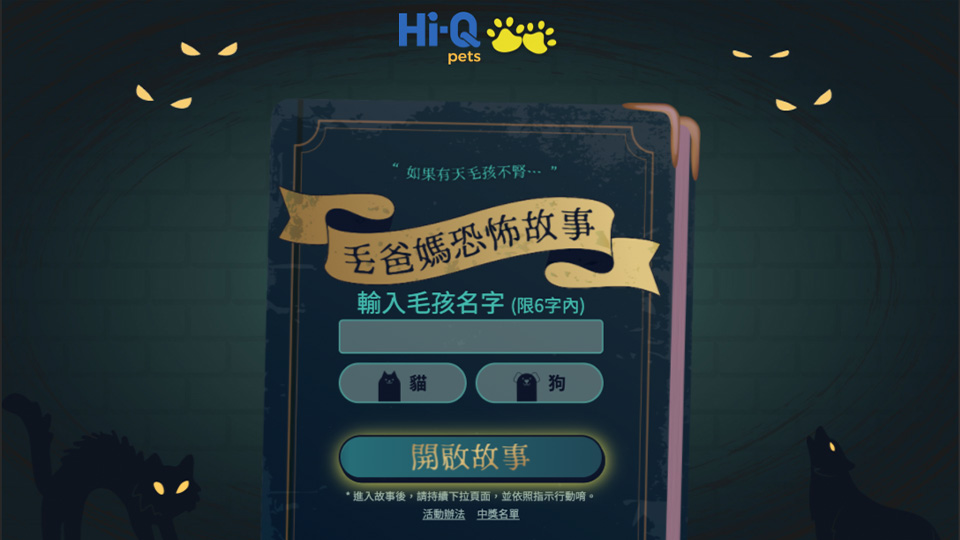 Hi-Q
pets
“ 如果有天毛孩不腎⋯ ”
毛爸媽恐怖故事
輸入毛孩名字 (限6字內)
貓 狗
開啟故事
* 進入故事後，請持續下拉頁面，並依照指示行動唷。
活動辦法 中獎名單